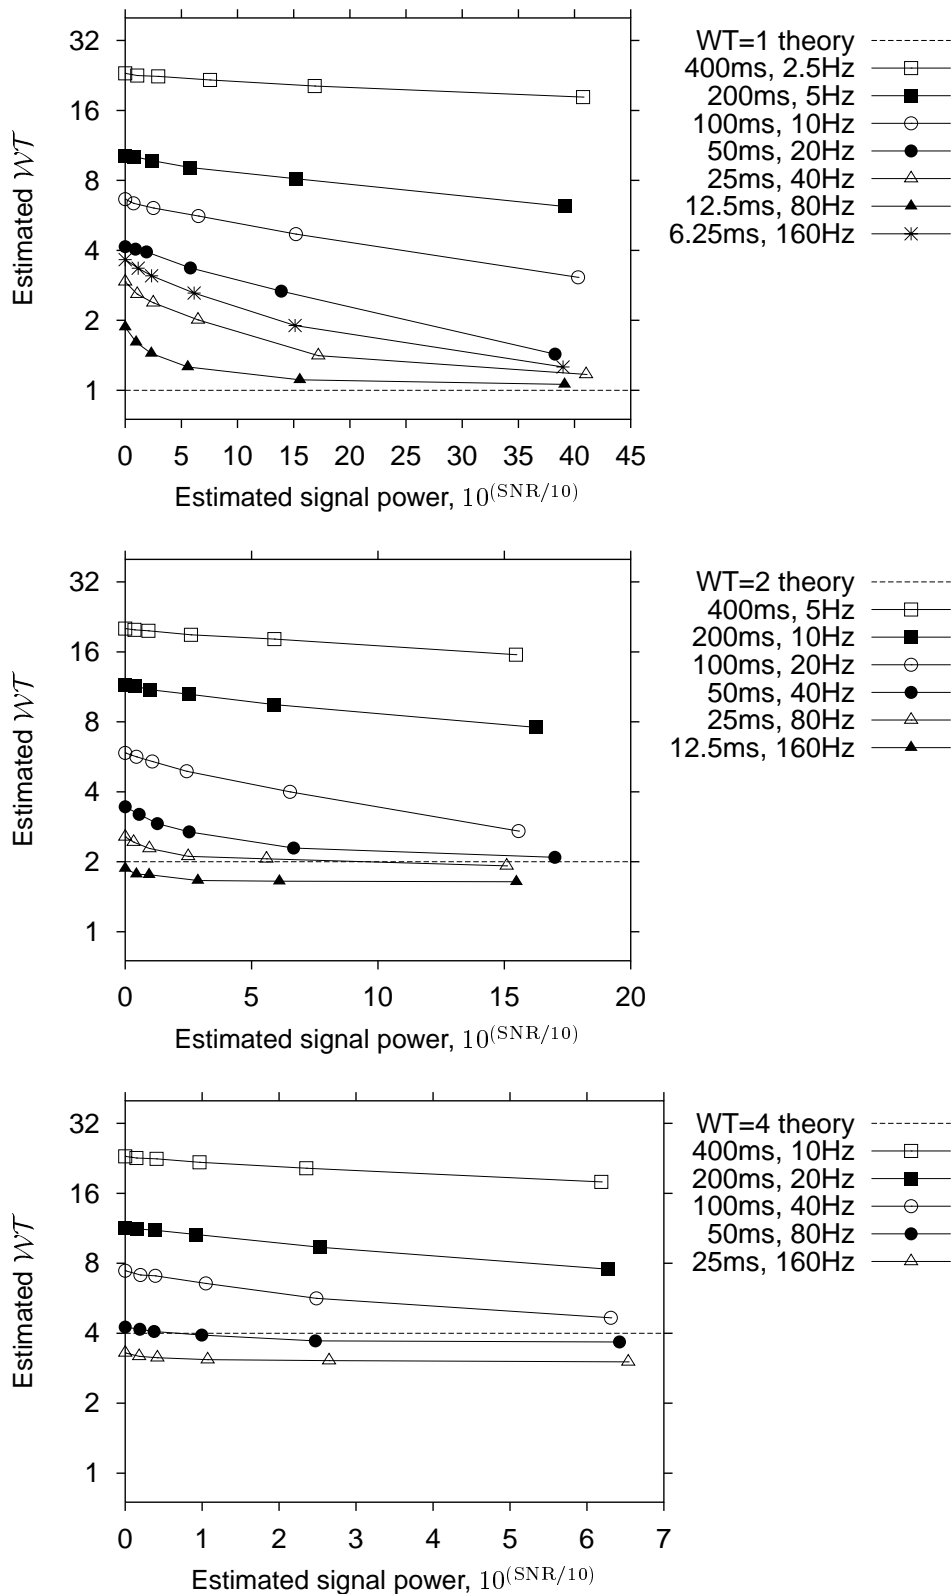 32
16
8
4
2
1
Estimated 𝒲𝒯
0 5 10 15 20 25 30 35 40 45
Estimated signal power, 10^(SNR/10)
WT=1 theory
400ms, 2.5Hz
200ms, 5Hz
100ms, 10Hz
50ms, 20Hz
25ms, 40Hz
12.5ms, 80Hz
6.25ms, 160Hz
32
16
8
4
2
1
Estimated 𝒲𝒯
0 5 10 15 20
Estimated signal power, 10^(SNR/10)
WT=2 theory
400ms, 5Hz
200ms, 10Hz
100ms, 20Hz
50ms, 40Hz
25ms, 80Hz
12.5ms, 160Hz
32
16
8
4
2
1
Estimated 𝒲𝒯
0 1 2 3 4 5 6 7
Estimated signal power, 10^(SNR/10)
WT=4 theory
400ms, 10Hz
200ms, 20Hz
100ms, 40Hz
50ms, 80Hz
25ms, 160Hz